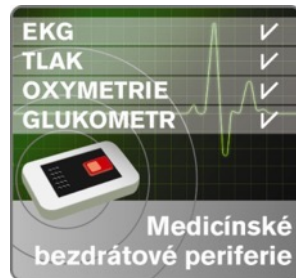 EKG ✓
TLAK ✓
OXYMETRIE ✓
GLUKOMETR ✓
Medicínské
bezdrátové periferie